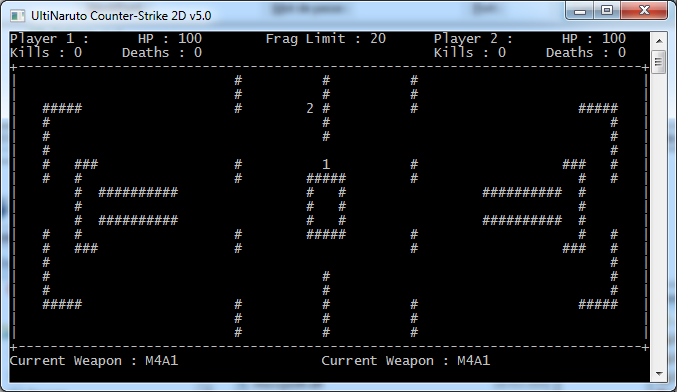 UltiNaruto Counter-Strike 2D v5.0
Player 1 : HP : 100 Frag Limit : 20 Player 2 : HP : 100
Kills : 0 Deaths : 0 Kills : 0 Deaths : 0
+------------------------------------------------------------------------------+
# # #
# # #
##### # 2 # # #####
# # #
# # #
# #
# ### # 1 # ### #
# # # ##### # # #
# ########## # # ########## #
# # # #
# ########## # # ########## #
# # # ##### # # #
# ### # # ### #
# #
# # #
# # #
##### # # # #####
# # #
# # #
+------------------------------------------------------------------------------+
Current Weapon : M4A1 Current Weapon : M4A1